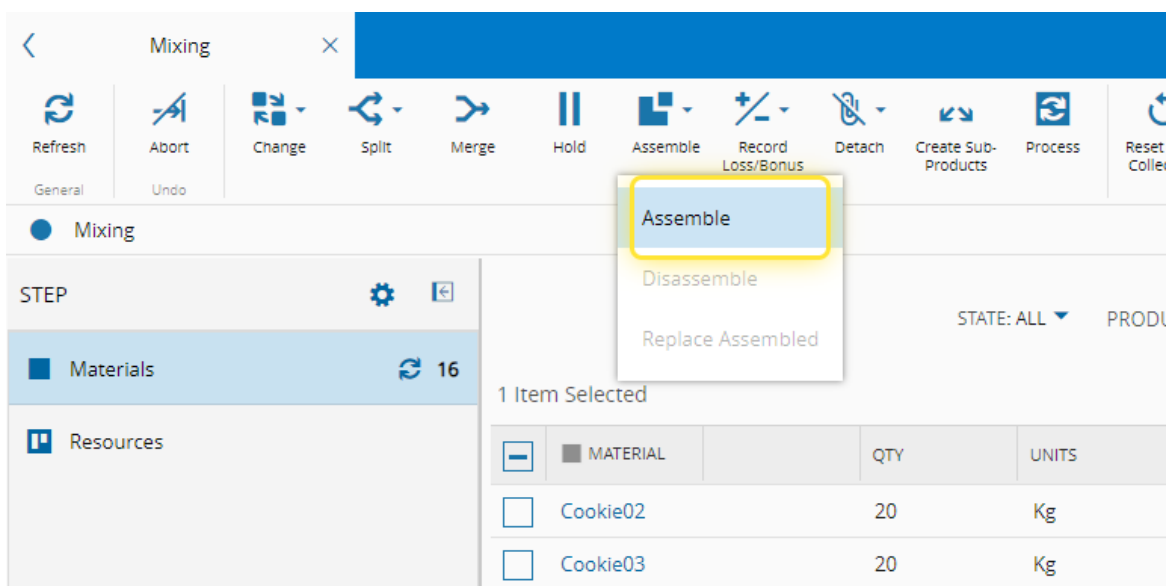 Mixing
Refresh
Abort
Change
Split
Merge
Hold
Assemble
Record
Loss/Bonus
Detach
Create Sub-
Products
Process
Reset
General
Undo
Mixing
Assemble
Disassemble
Replace Assembled
STEP
Materials 16
Resources
STATE: ALL
1 Item Selected
MATERIAL QTY UNITS
Cookie02 20 Kg
Cookie03 20 Kg